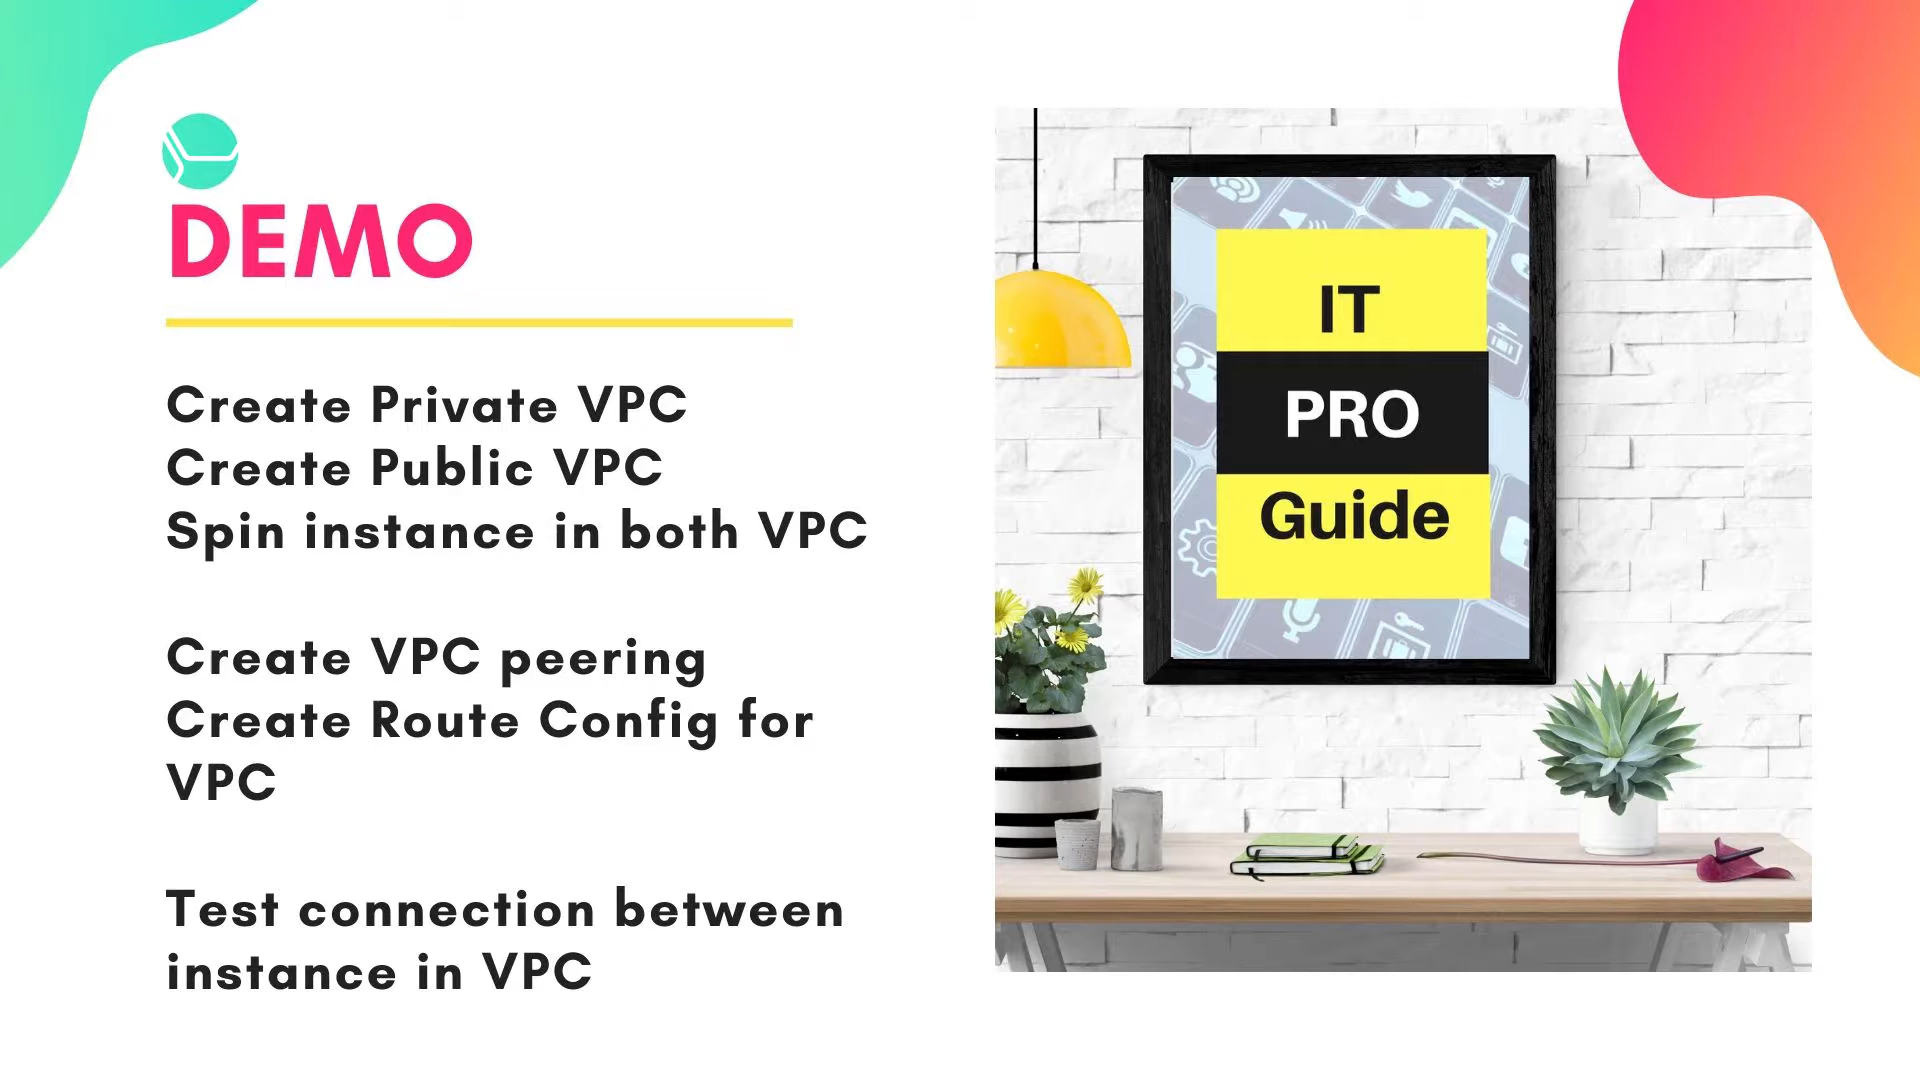 DEMO
Create Private VPC
Create Public VPC
Spin instance in both VPC
Create VPC peering
Create Route Config for
VPC
Test connection between
instance in VPC
IT
PRO
Guide